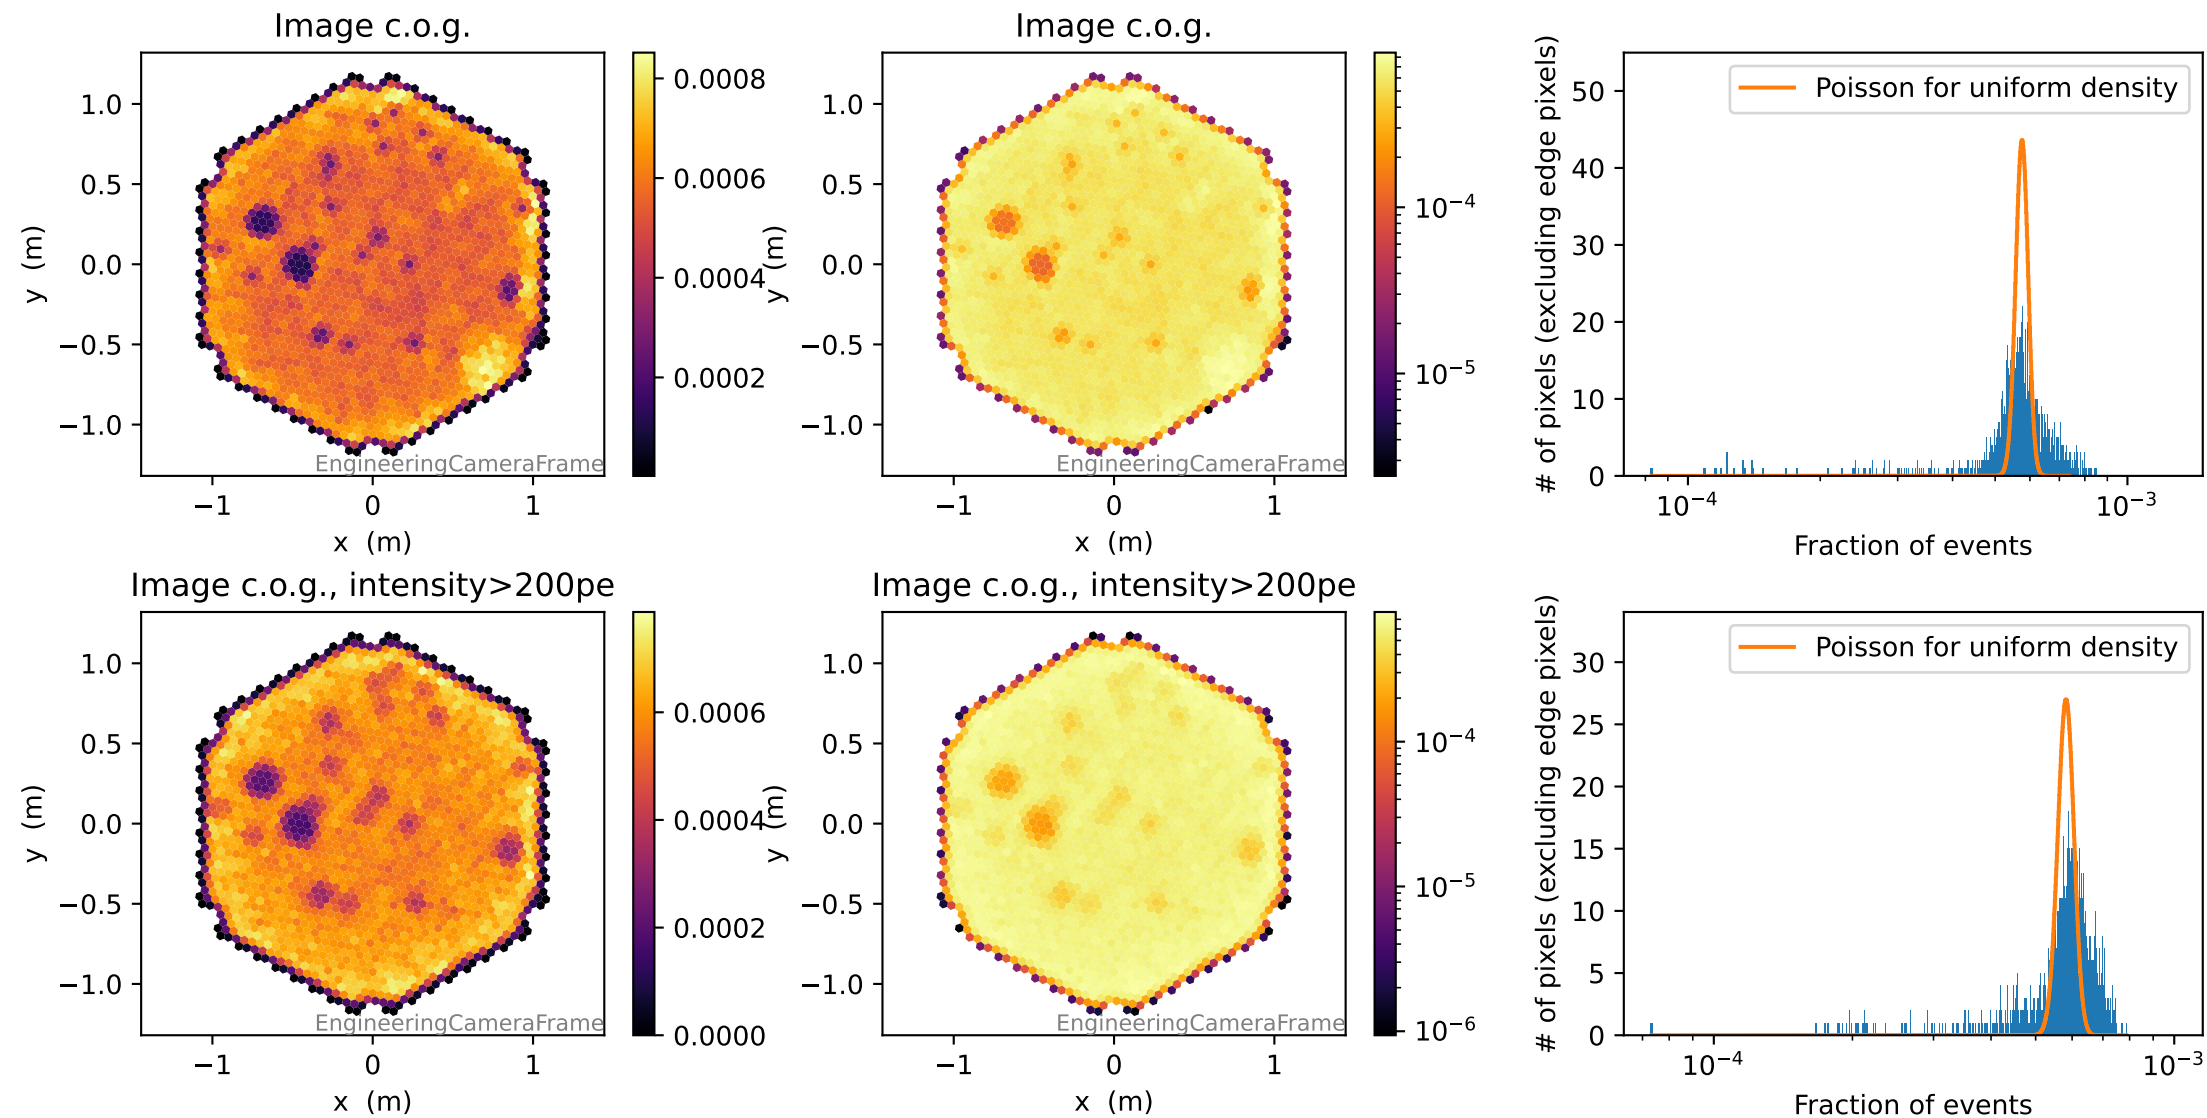 Image c.o.g.
y (m)
1.0
0.5
0.0
−0.5
−1.0
EngineeringCameraFrame
−1
0
1
x (m)
0.0008
0.0006
0.0004
0.0002
Image c.o.g.
y (m)
1.0
0.5
0.0
−0.5
−1.0
EngineeringCameraFrame
−1
0
1
x (m)
10⁻⁴
10⁻⁵
# of pixels (excluding edge pixels)
50
40
30
20
10
0
Poisson for uniform density
10⁻⁴
10⁻³
Fraction of events
Image c.o.g., intensity>200pe
y (m)
1.0
0.5
0.0
−0.5
−1.0
EngineeringCameraFrame
−1
0
1
x (m)
0.0006
0.0004
0.0002
0.0000
Image c.o.g., intensity>200pe
y (m)
1.0
0.5
0.0
−0.5
−1.0
EngineeringCameraFrame
−1
0
1
x (m)
10⁻⁴
10⁻⁵
10⁻⁶
# of pixels (excluding edge pixels)
30
25
20
15
10
5
0
Poisson for uniform density
10⁻⁴
10⁻³
Fraction of events